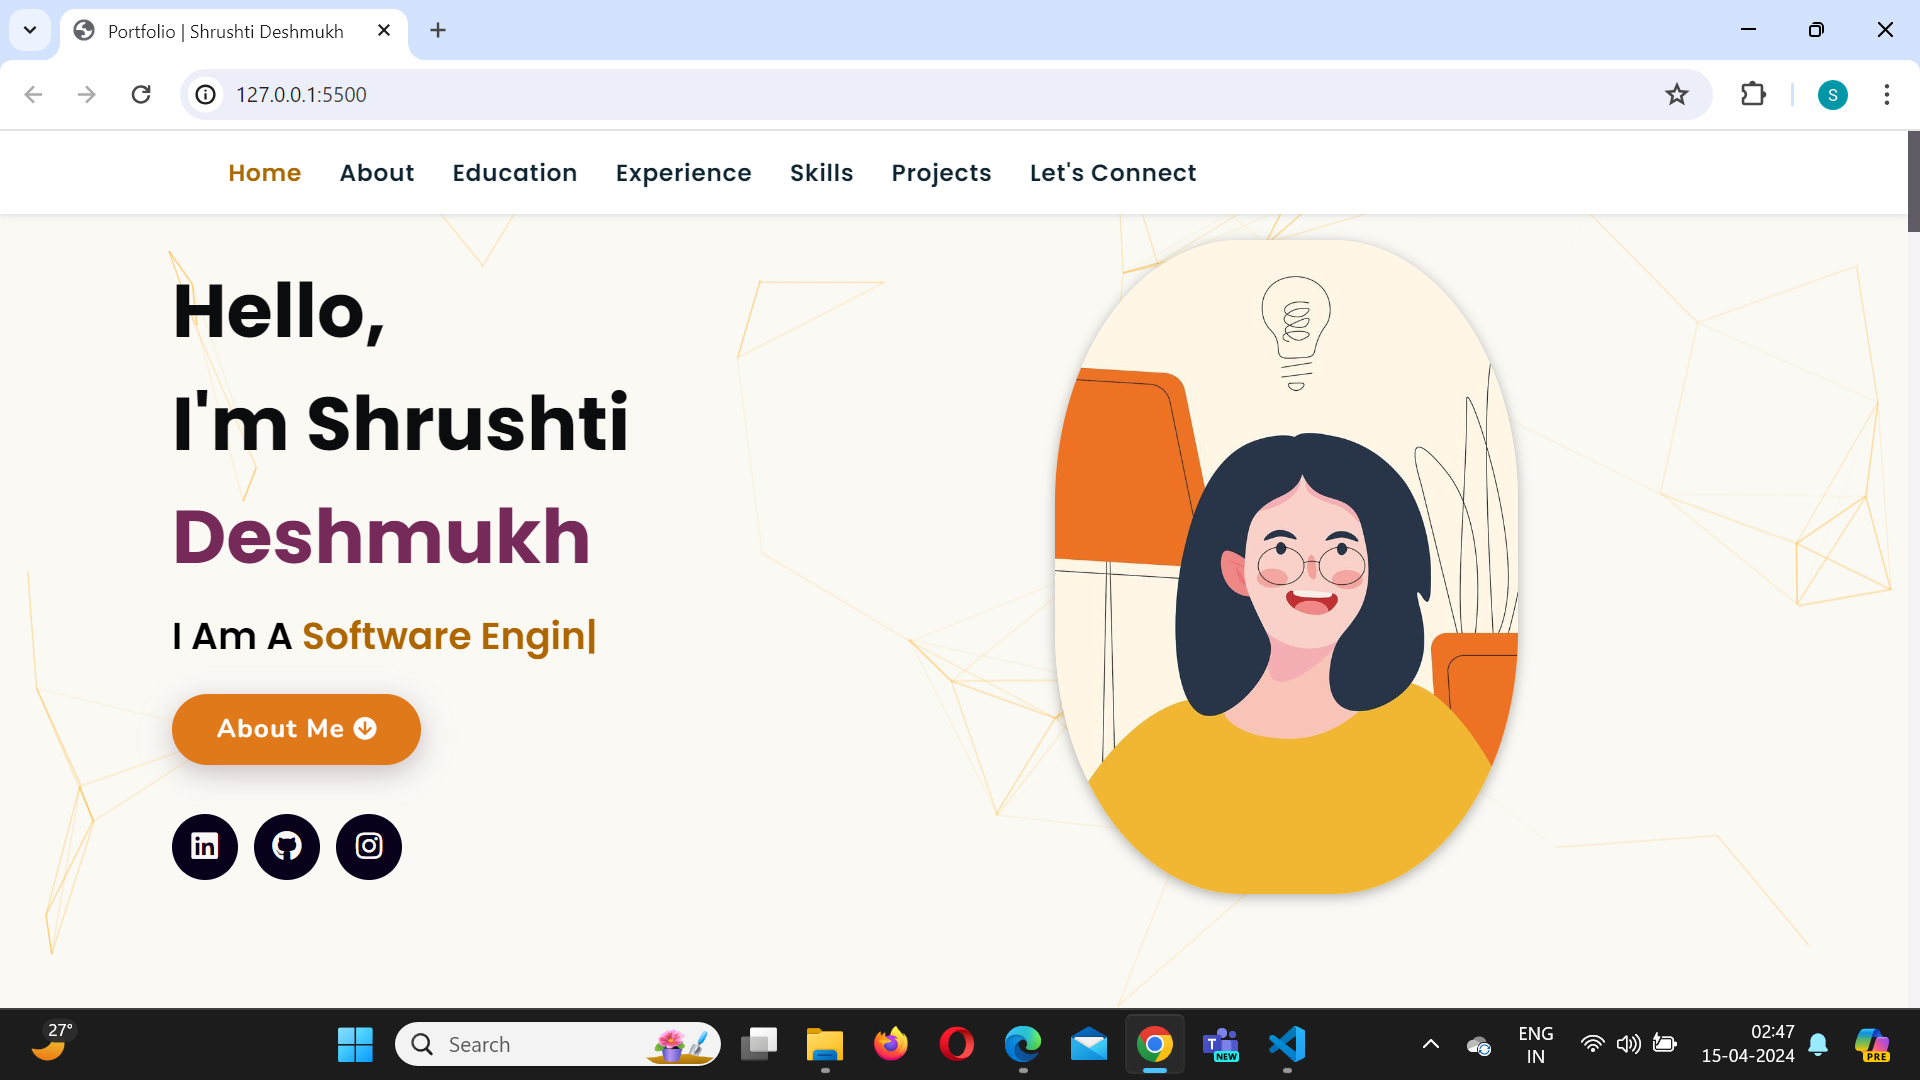 Portfolio | Shrushti Deshmukh
127.0.0.1:5500
S
Home About Education Experience Skills Projects Let's Connect
Hello,
I'm Shrushti
Deshmukh
I Am A Software Engin|
About Me
in
27°
Search
T
NEW
ENG
IN
02:47
15-04-2024
PRE